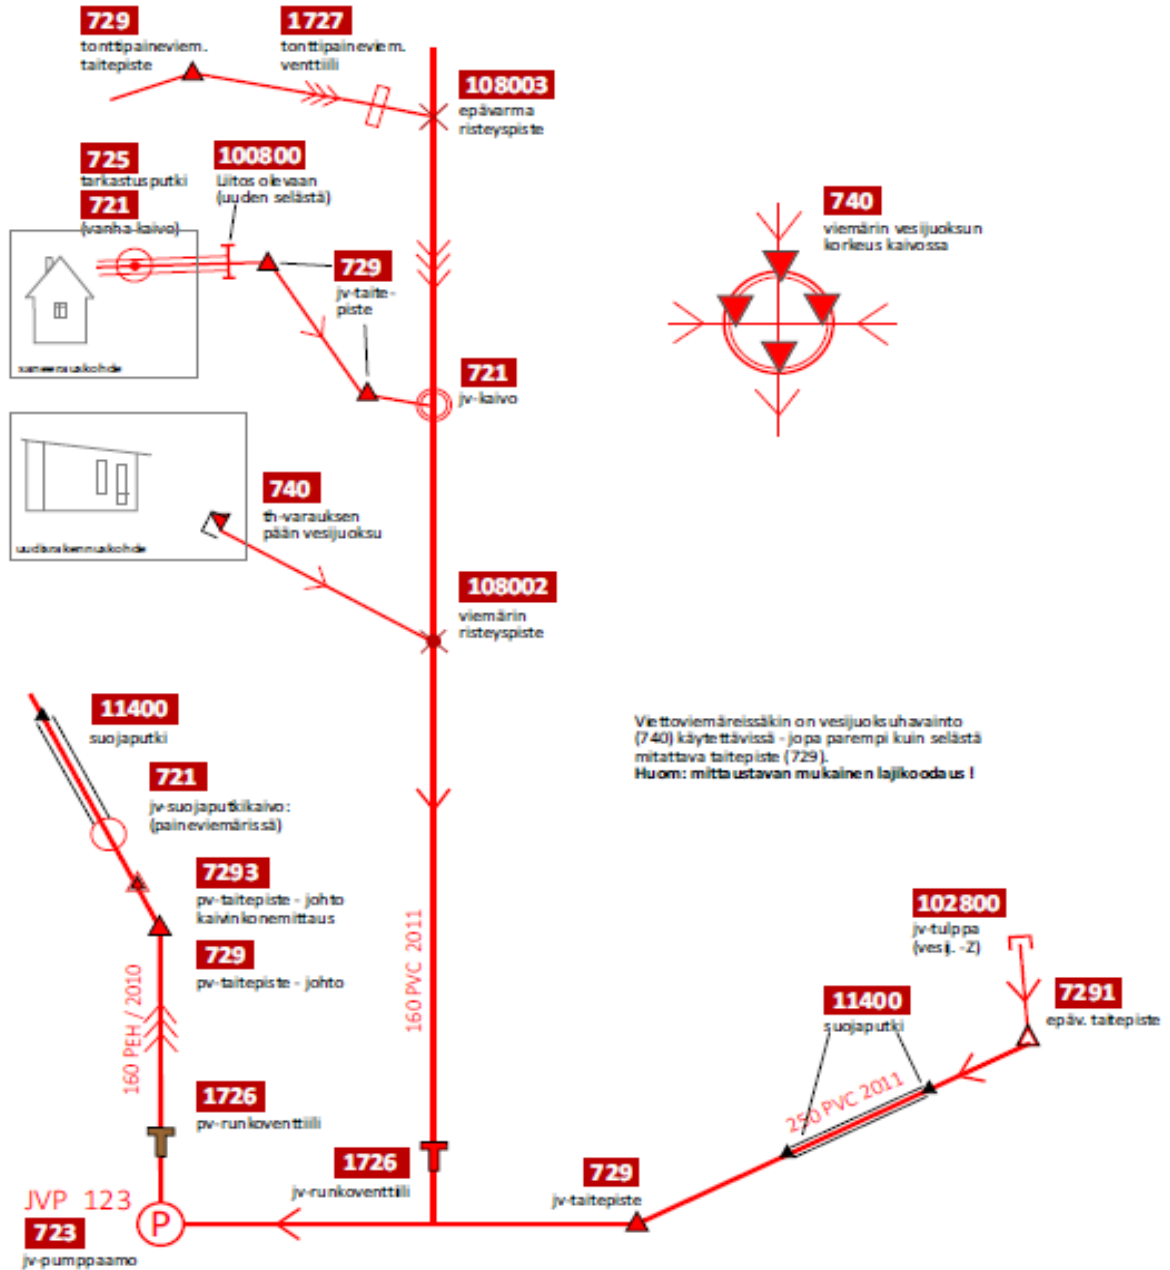 729
tonttipaineviem.
taitepiste
1727
tonttipaineviem.
venttiili
108003
epävarma
risteyspiste
725
tarkastusputki
721
(vanha kaivo)
100800
Liitos olevaan
(uuden selästä)
740
viemärin vesijuoksun
korkeus kaivossa
729
jv-taite-
piste
saneerauskohde
721
jv-kaivo
740
th-varauksen
pään vesijuoksu
uudisrakennuskohde
108002
viemärin
risteyspiste
11400
suojaputki
Viettoviemäreissäkin on vesijuoksuhavainto
(740) käytettävissä - jopa parempi kuin selästä
mitattava taitepiste (729).
Huom: mittaustavan mukainen lajikoodaus !
721
jv-suojaputkikaivo:
(paineviemärissä)
7293
pv-taitepiste - johto
kaivinkonemittaus
729
pv-taitepiste - johto
160 PEH / 2010
160 PVC 2011
102800
jv-tulppa
(vesij. -Z)
7291
epäv. taitepiste
11400
suojaputki
250 PVC 2011
1726
pv-runkoventtiili
1726
jv-runkoventtiili
729
jv-taitepiste
JVP 123
P
723
jv-pumppaamo